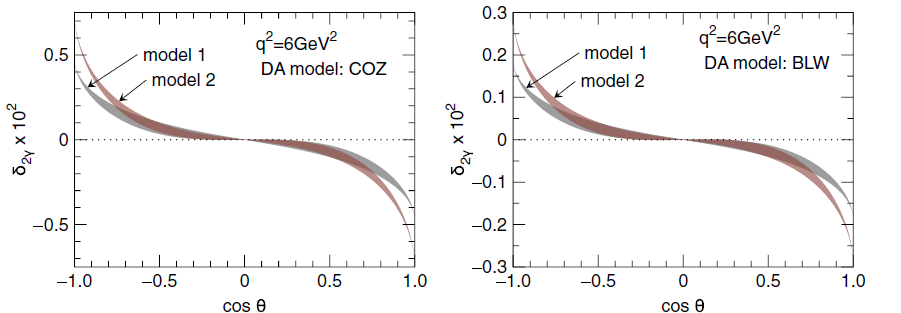 q²=6GeV²
DA model: COZ
model 1
model 2
0.5
0
−0.5
δ₂γ x 10²
−1.0 −0.5 0 0.5 1.0
cos θ
q²=6GeV²
DA model: BLW
model 1
model 2
0.3
0.2
0.1
0
−0.1
−0.2
−0.3
δ₂γ x 10²
−1.0 −0.5 0 0.5 1.0
cos θ